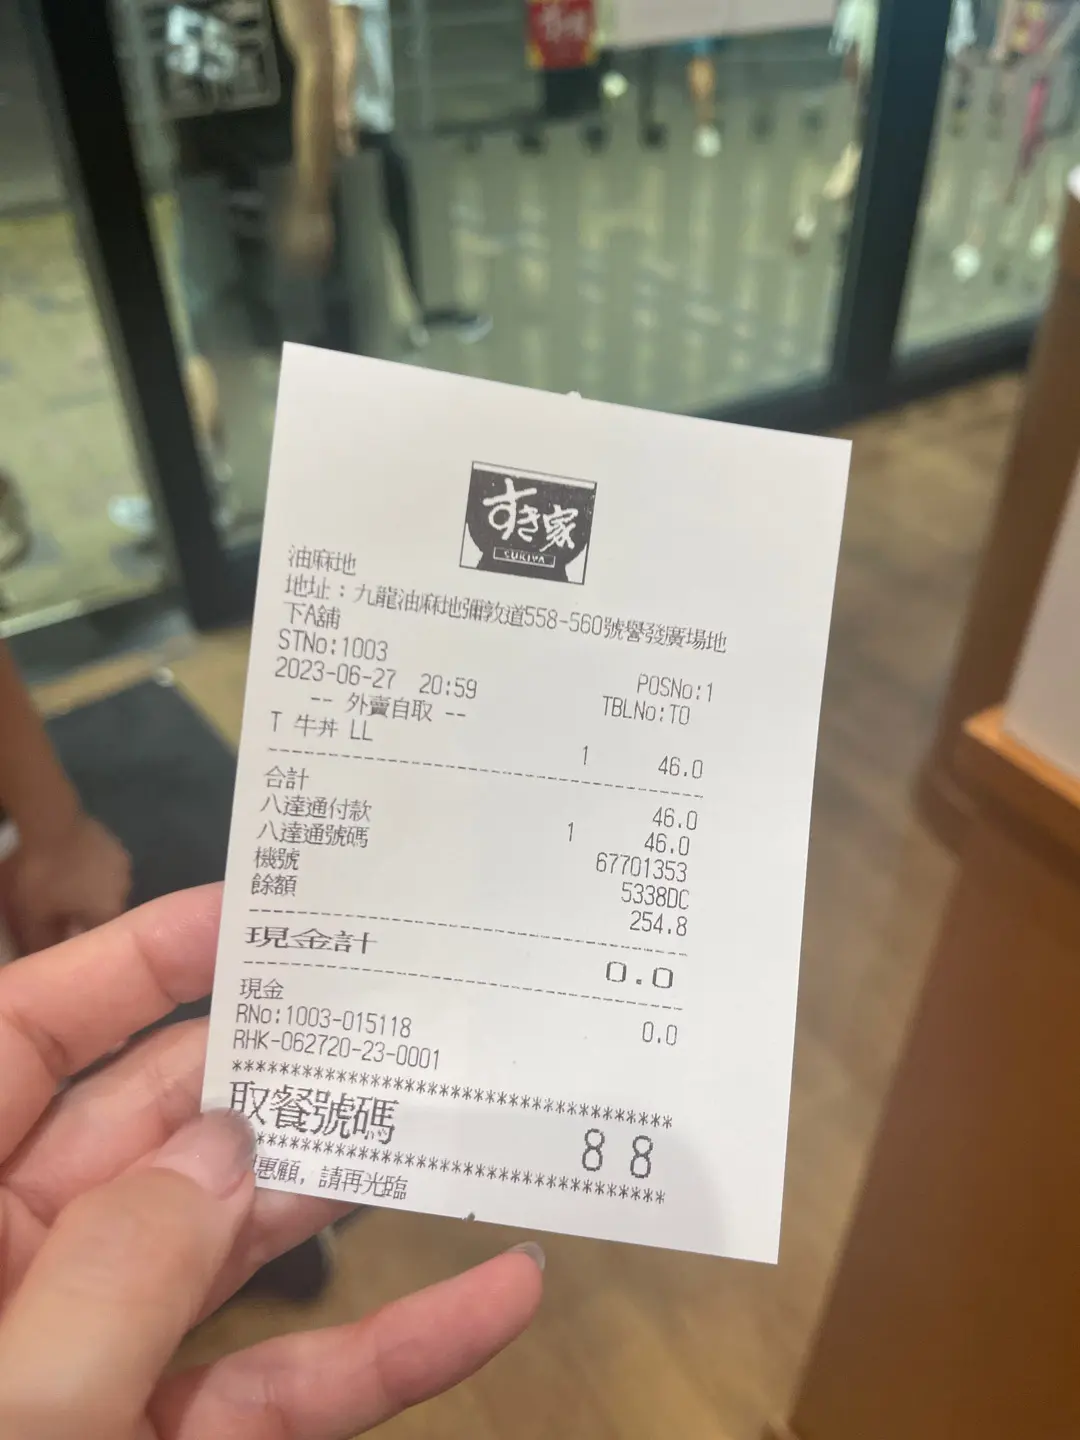 すき家
SUKIYA
油麻地
地址：九龍油麻地彌敦道558-560號譽發廣場地
下A舖
STNo:1003 POSNo:1
2023-06-27 20:59 TBLNo:T0
-- 外賣自取 --
T 牛丼 LL 1 46.0
合計 46.0
八達通付款 1 46.0
八達通號碼 67701353
機號 5338DC
餘額 254.8
現金計 0.0
現金 0.0
RNo:1003-015118
RHK-062720-23-0001
取餐號碼 88
惠顧, 請再光臨